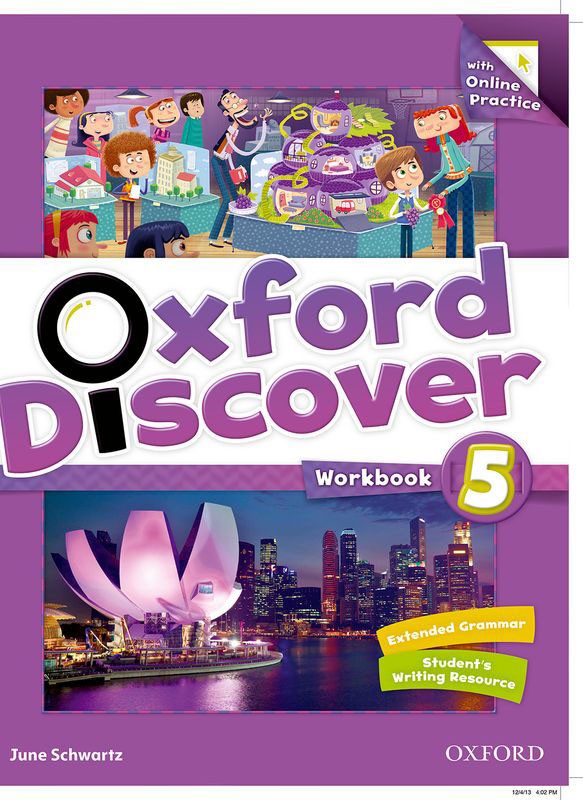 with
Online
Practice
Oxford
Discover
Workbook 5
Extended Grammar
Student's
Writing Resource
June Schwartz
OXFORD
12/4/13 4:02 PM